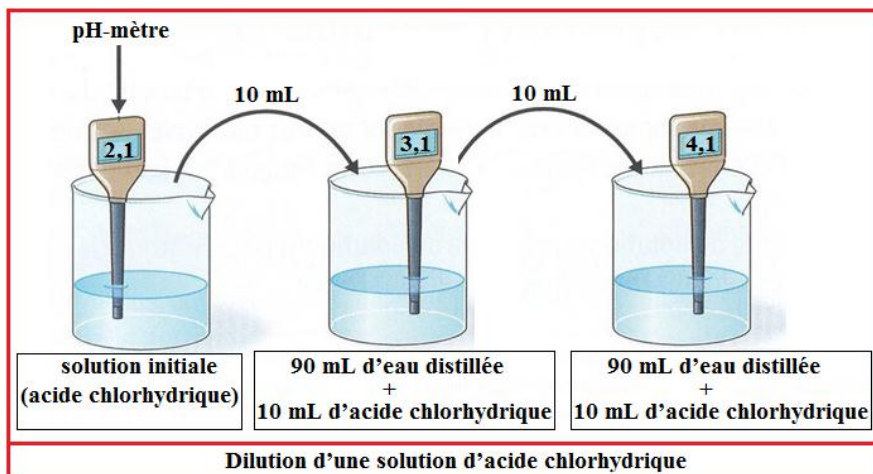 pH-mètre
10 mL
10 mL
2,1
3,1
4,1
solution initiale
(acide chlorhydrique)
90 mL d'eau distillée
+
10 mL d'acide chlorhydrique
90 mL d'eau distillée
+
10 mL d'acide chlorhydrique
Dilution d'une solution d'acide chlorhydrique